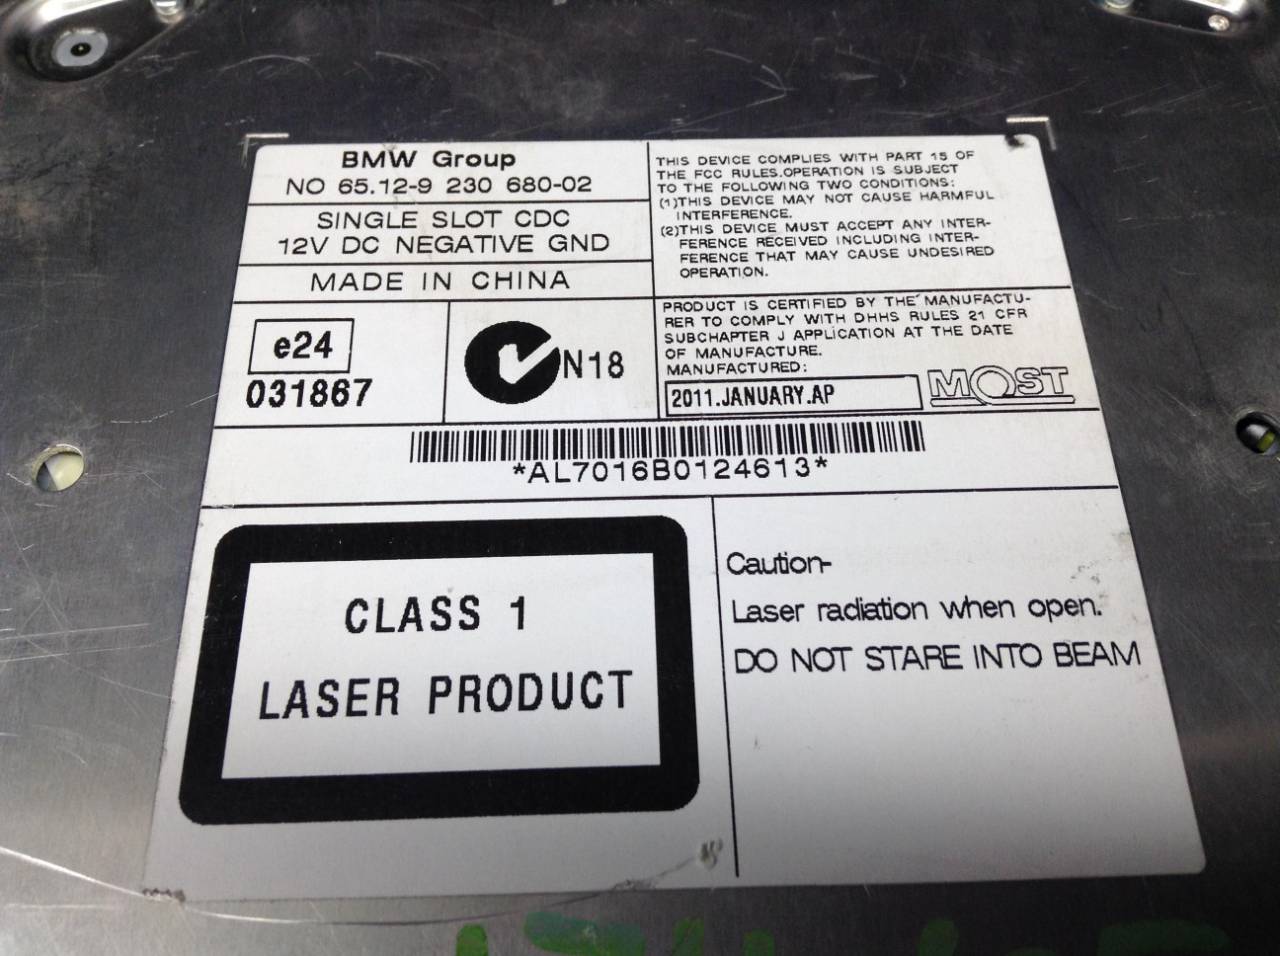 BMW Group
NO 65.12-9 230 680-02
SINGLE SLOT CDC
12V DC NEGATIVE GND
MADE IN CHINA
e24
031867
N18
THIS DEVICE COMPLIES WITH PART 15 OF
THE FCC RULES.OPERATION IS SUBJECT
TO THE FOLLOWING TWO CONDITIONS:
(1)THIS DEVICE MAY NOT CAUSE HARMFUL
INTERFERENCE.
(2)THIS DEVICE MUST ACCEPT ANY INTER-
FERENCE RECEIVED INCLUDING INTER-
FERENCE THAT MAY CAUSE UNDESIRED
OPERATION.
PRODUCT IS CERTIFIED BY THE MANUFACTU-
RER TO COMPLY WITH DHHS RULES 21 CFR
SUBCHAPTER J APPLICATION AT THE DATE
OF MANUFACTURE.
MANUFACTURED:
2011.JANUARY.AP
MOST
*AL7016B0124613*
CLASS 1
LASER PRODUCT
Caution-
Laser radiation when open.
DO NOT STARE INTO BEAM